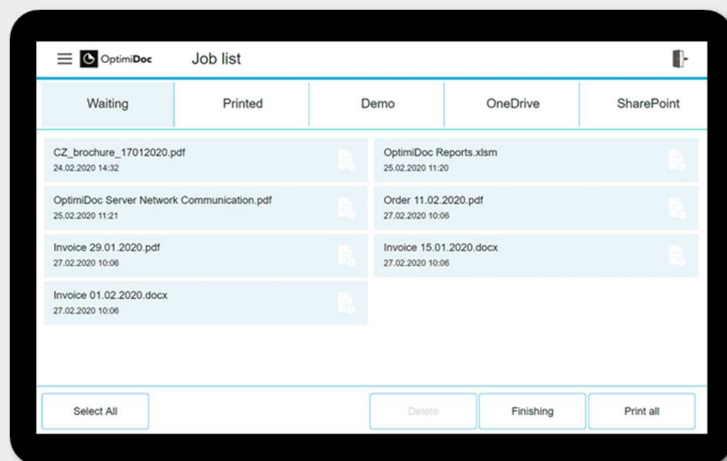 OptimiDoc Job list
Waiting Printed Demo OneDrive SharePoint
CZ_brochure_17012020.pdf
24.02.2020 14:32
OptimiDoc Reports.xlsm
25.02.2020 11:20
OptimiDoc Server Network Communication.pdf
25.02.2020 11:21
Order 11.02.2020.pdf
27.02.2020 10:06
Invoice 29.01.2020.pdf
27.02.2020 10:06
Invoice 15.01.2020.docx
27.02.2020 10:06
Invoice 01.02.2020.docx
27.02.2020 10:06
Select All Delete Finishing Print all